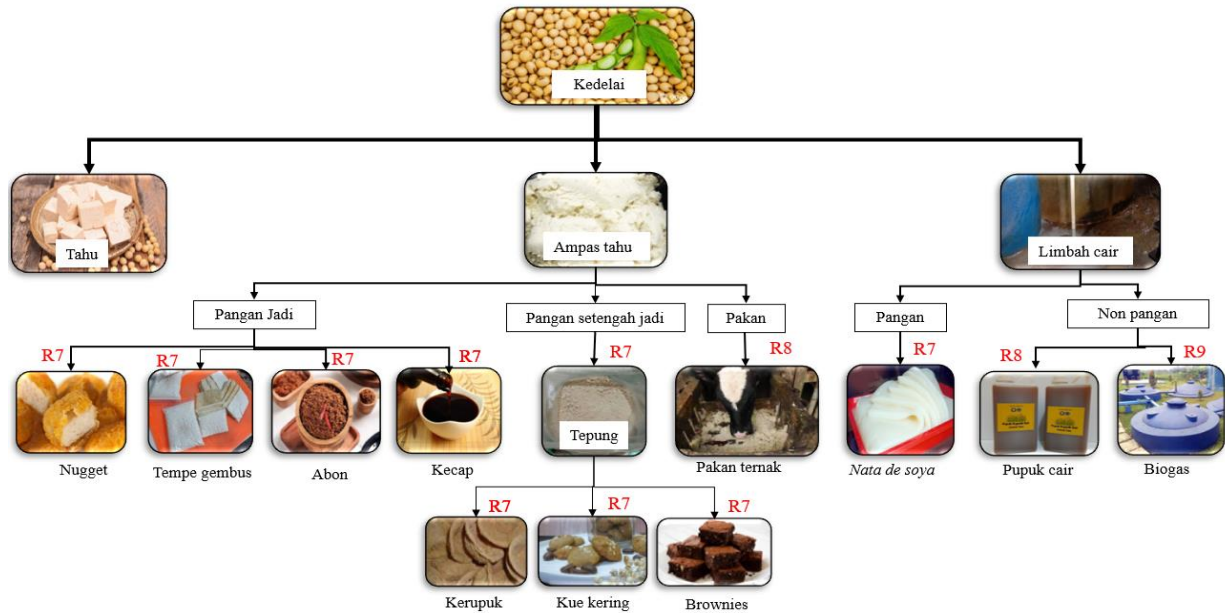 Kedelai
Tahu
Ampas tahu
Limbah cair
Pangan Jadi
Pangan setengah jadi
Pakan
Pangan
Non pangan
R7
R7
R7
R7
R7
R8
R7
R8
R9
Nugget
Tempe gembus
Abon
Kecap
Tepung
Pakan ternak
Nata de soya
Pupuk cair
Biogas
R7
R7
R7
Kerupuk
Kue kering
Brownies